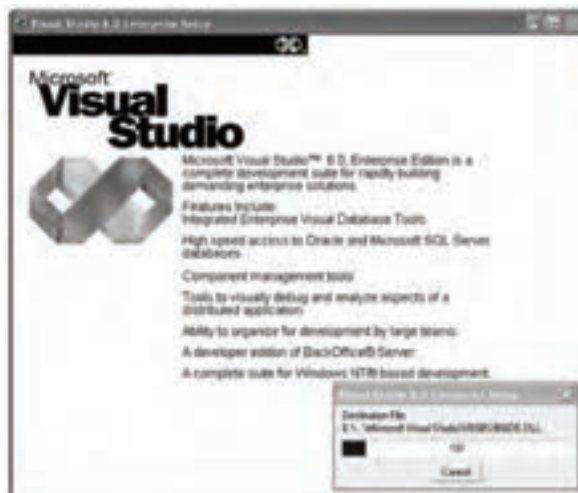 Visual Studio 6.0 Enterprise Setup
Microsoft
Visual
Studio
Microsoft Visual Studio™ 6.0, Enterprise Edition is a
complete development suite for rapidly building
demanding enterprise solutions.
Features Include:
Integrated Enterprise Visual Database Tools
High speed access to Oracle and Microsoft SQL Server
databases
Component management tools
Tools to visually debug and analyze aspects of a
distributed application
Ability to organize for development by large teams
A developer edition of BackOffice® Server
A complete suite for Windows NT® based development.
Visual Studio 6.0 Enterprise Setup
Destination File:
Cancel